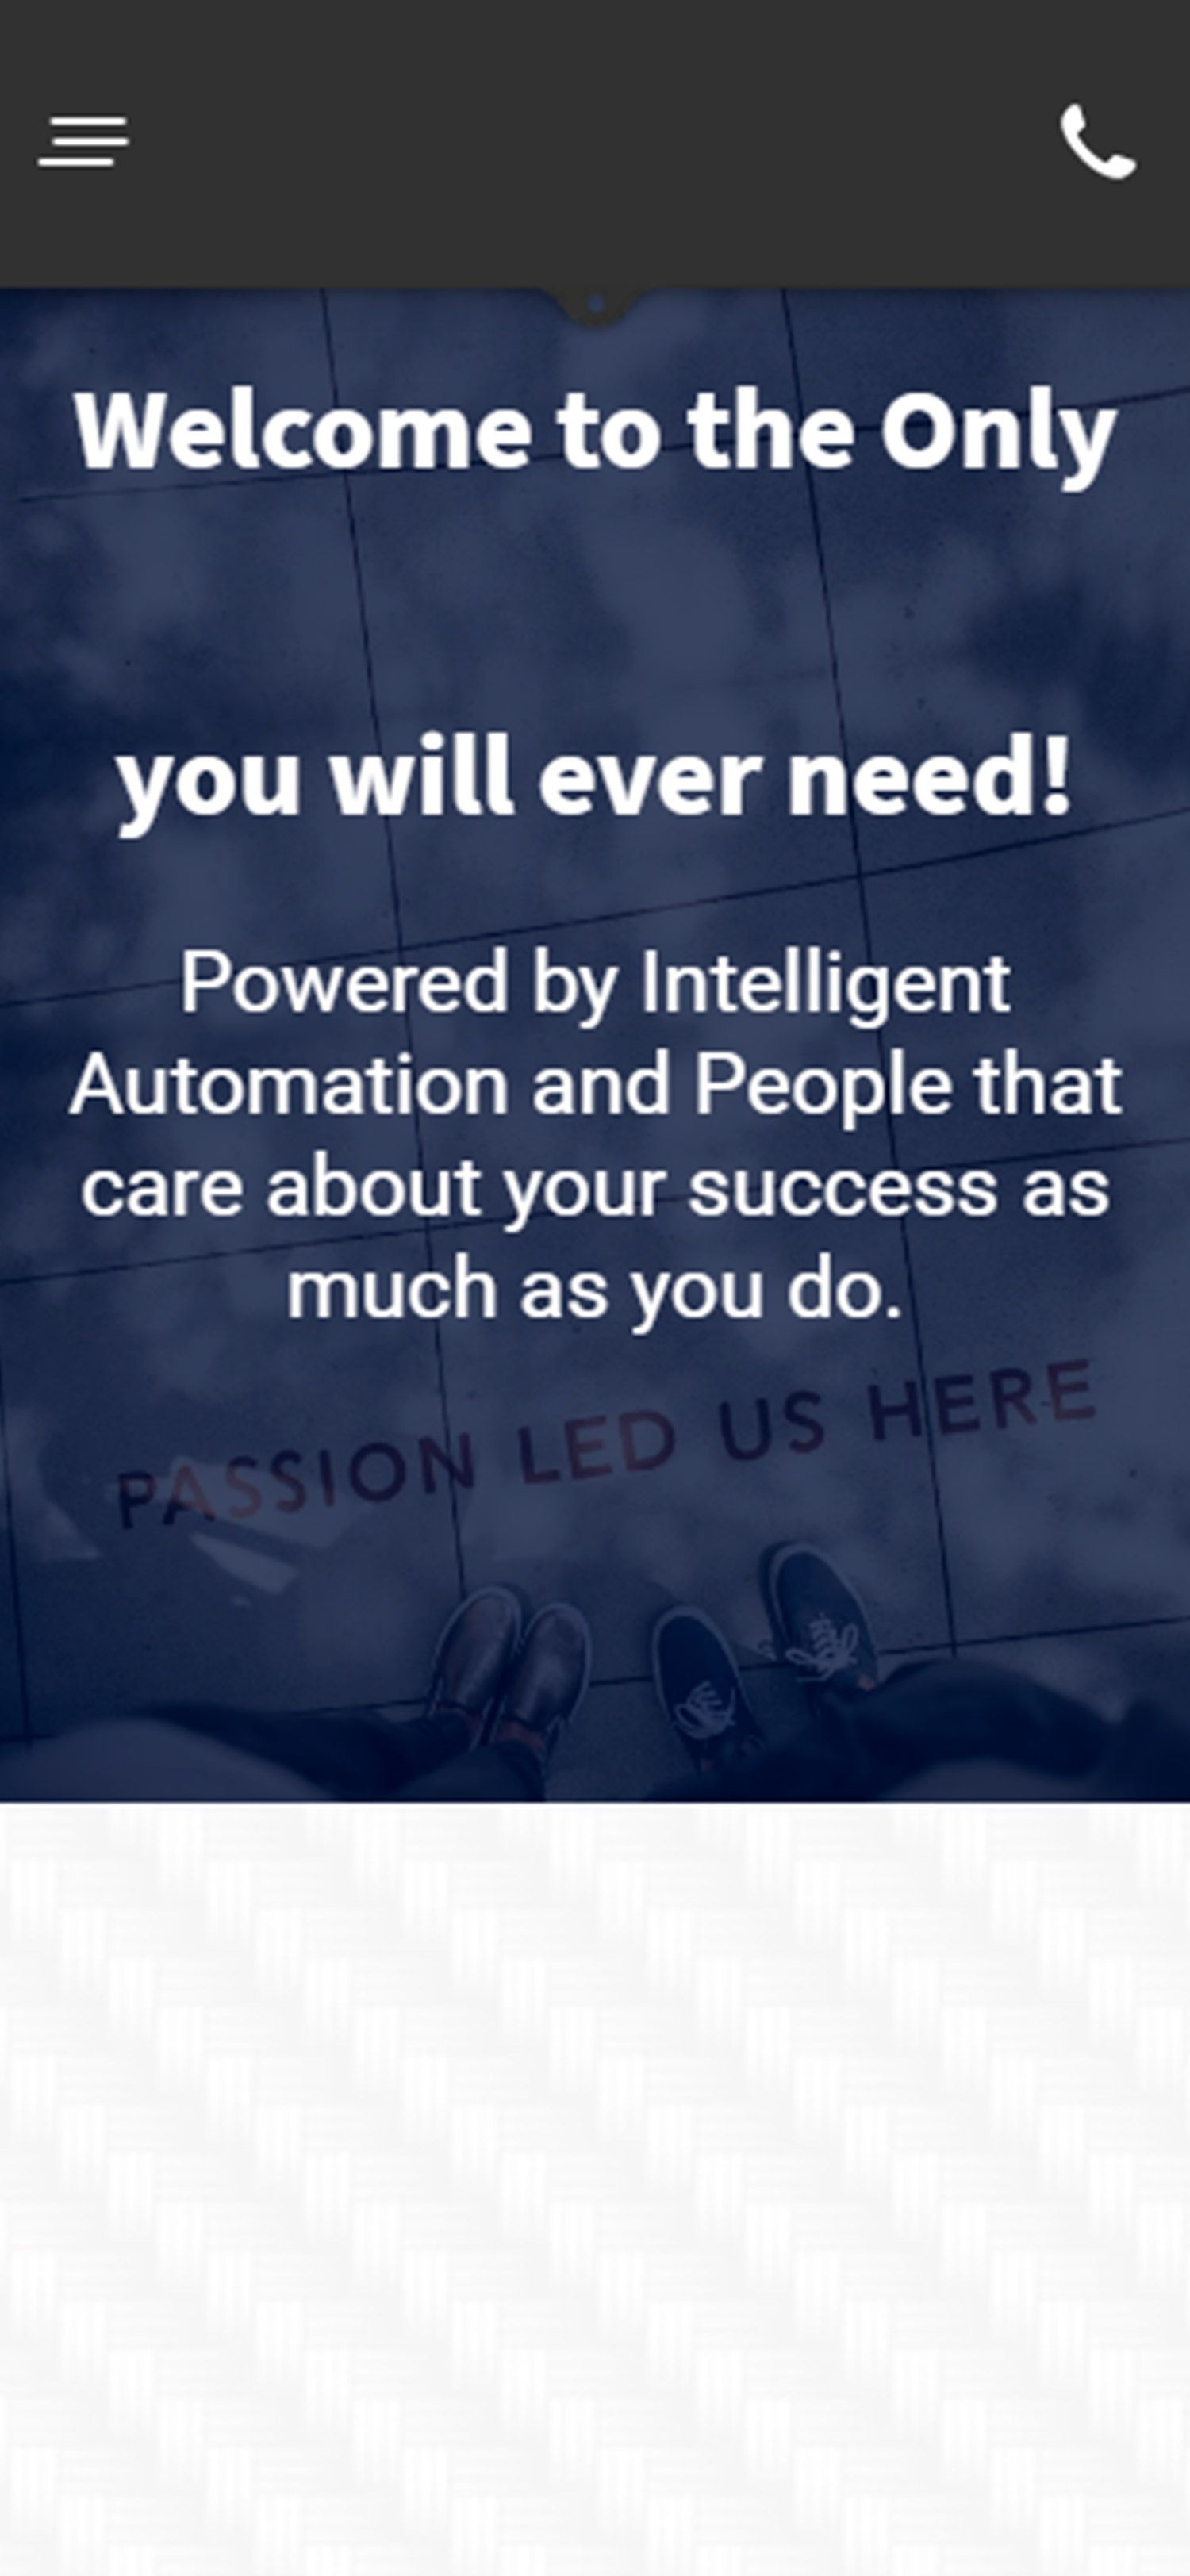 Welcome to the Only
you will ever need!
Powered by Intelligent
Automation and People that
care about your success as
much as you do.
PASSION LED US HERE